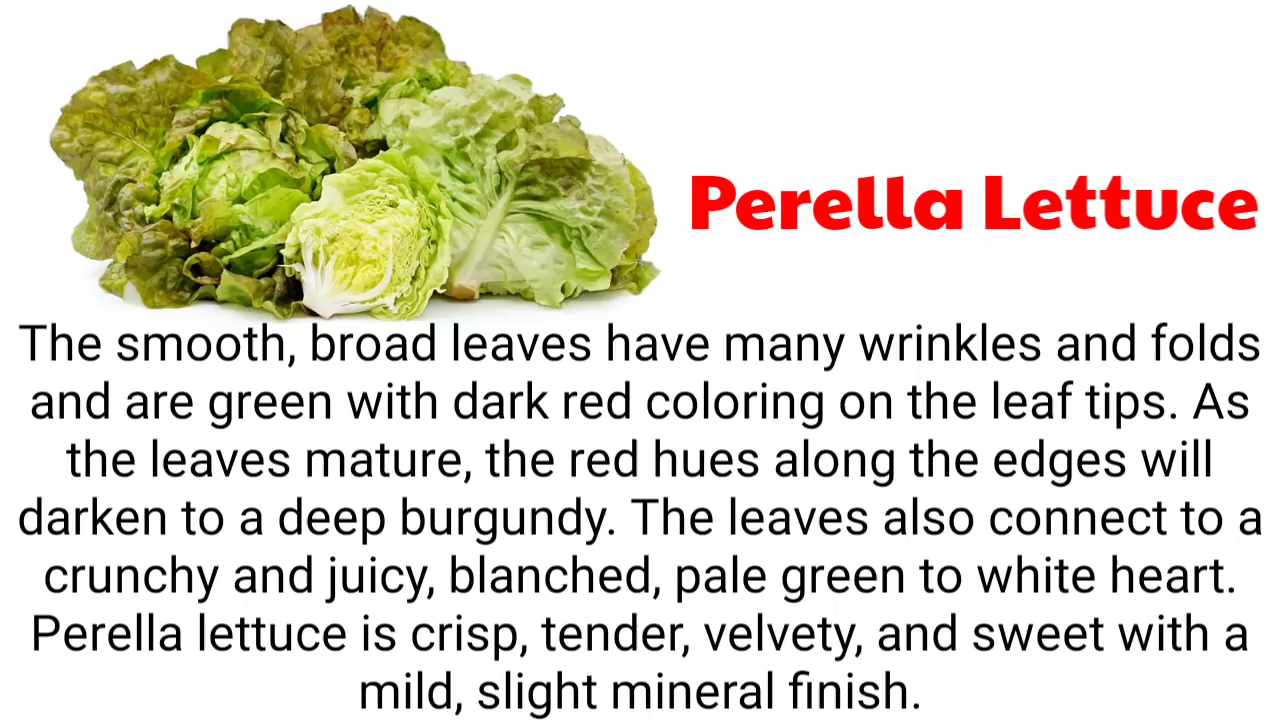 Perella Lettuce
The smooth, broad leaves have many wrinkles and folds
and are green with dark red coloring on the leaf tips. As
the leaves mature, the red hues along the edges will
darken to a deep burgundy. The leaves also connect to a
crunchy and juicy, blanched, pale green to white heart.
Perella lettuce is crisp, tender, velvety, and sweet with a
mild, slight mineral finish.